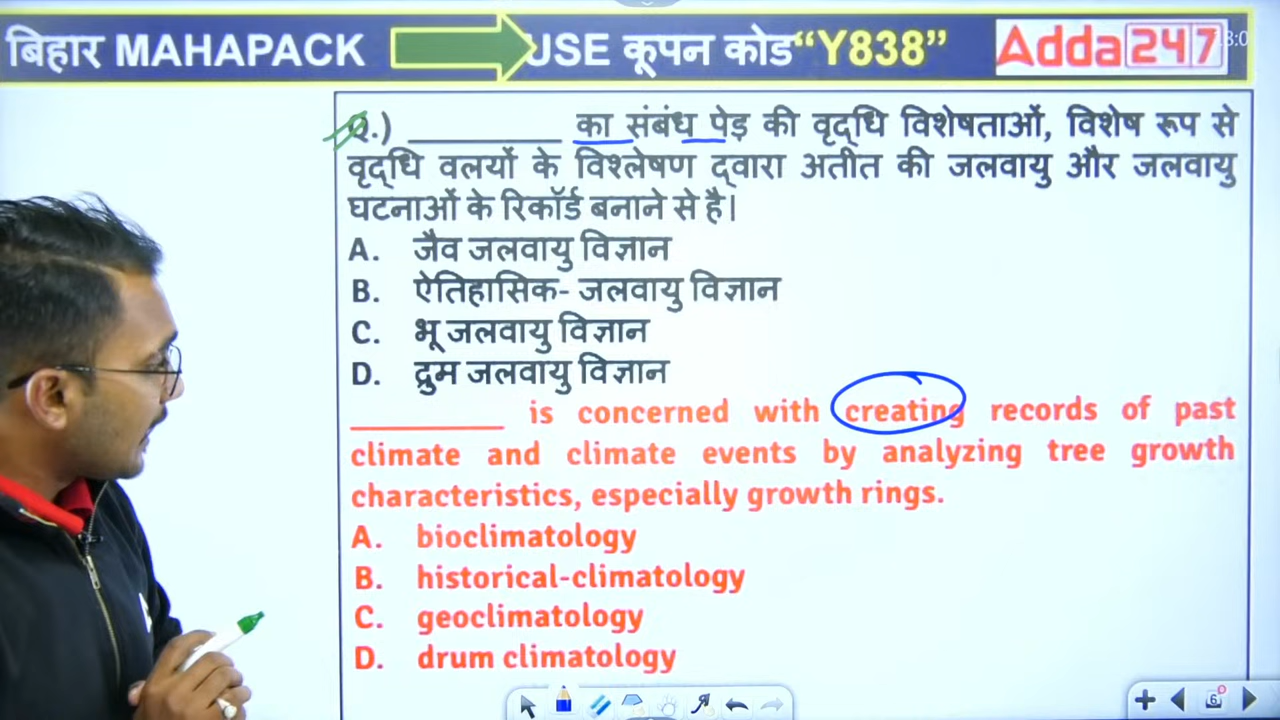 बिहार MAHAPACK USE कूपन कोड“Y838” Adda247
Q.) __________ का संबंध पेड़ की वृद्धि विशेषताओं, विशेष रूप से
वृद्धि वलयों के विश्लेषण द्वारा अतीत की जलवायु और जलवायु
घटनाओं के रिकॉर्ड बनाने से है।
A. जैव जलवायु विज्ञान
B. ऐतिहासिक- जलवायु विज्ञान
C. भू जलवायु विज्ञान
D. द्रुम जलवायु विज्ञान
__________ is concerned with creating records of past
climate and climate events by analyzing tree growth
characteristics, especially growth rings.
A. bioclimatology
B. historical-climatology
C. geoclimatology
D. drum climatology
6